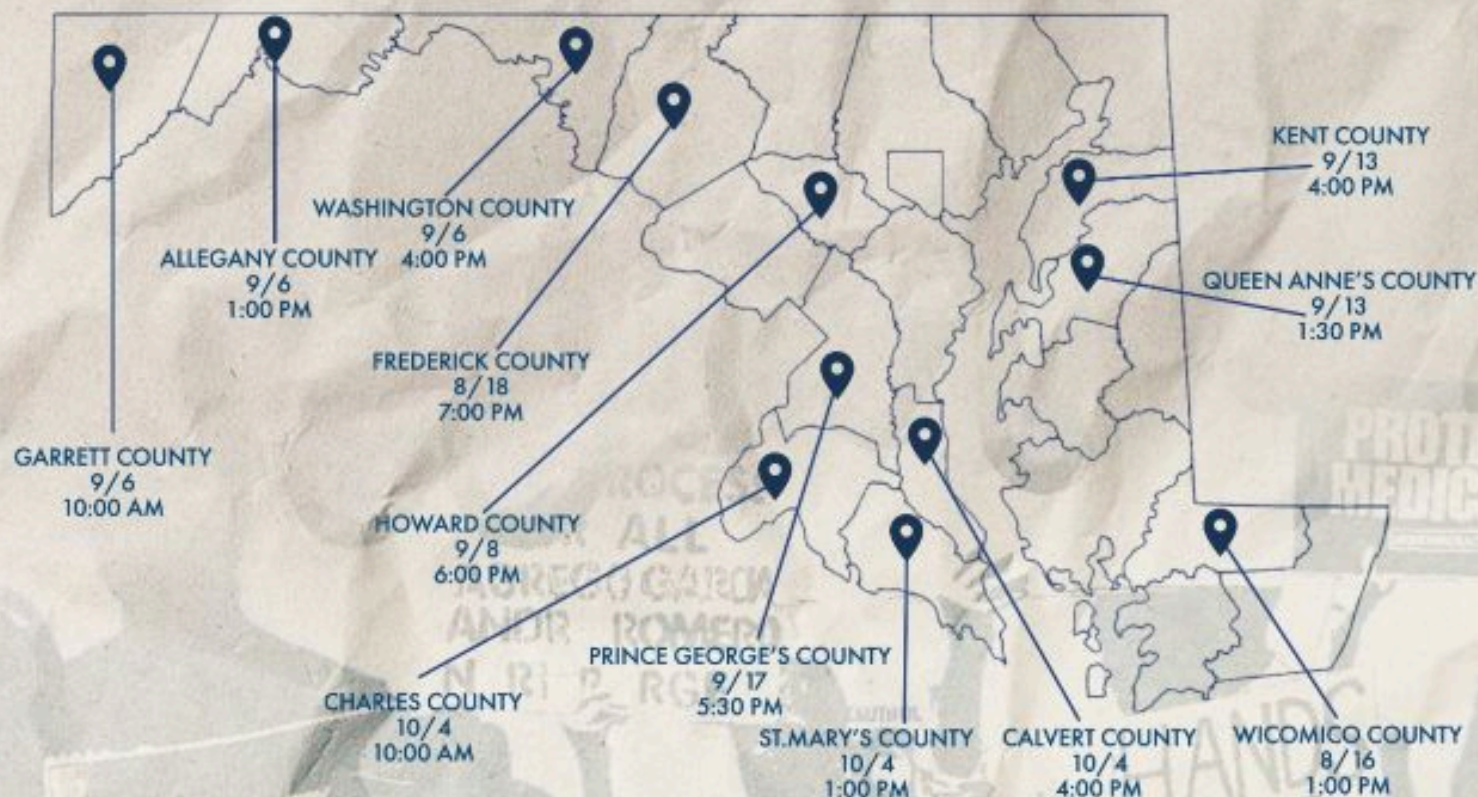 KENT COUNTY
9/13
4:00 PM
WASHINGTON COUNTY
9/6
4:00 PM
ALLEGANY COUNTY
9/6
1:00 PM
QUEEN ANNE'S COUNTY
9/13
1:30 PM
FREDERICK COUNTY
8/18
7:00 PM
GARRETT COUNTY
9/6
10:00 AM
HOWARD COUNTY
9/8
6:00 PM
PRINCE GEORGE'S COUNTY
9/17
5:30 PM
CHARLES COUNTY
10/4
10:00 AM
ST.MARY'S COUNTY
10/4
1:00 PM
CALVERT COUNTY
10/4
4:00 PM
WICOMICO COUNTY
8/16
1:00 PM
ALL
ROMERO